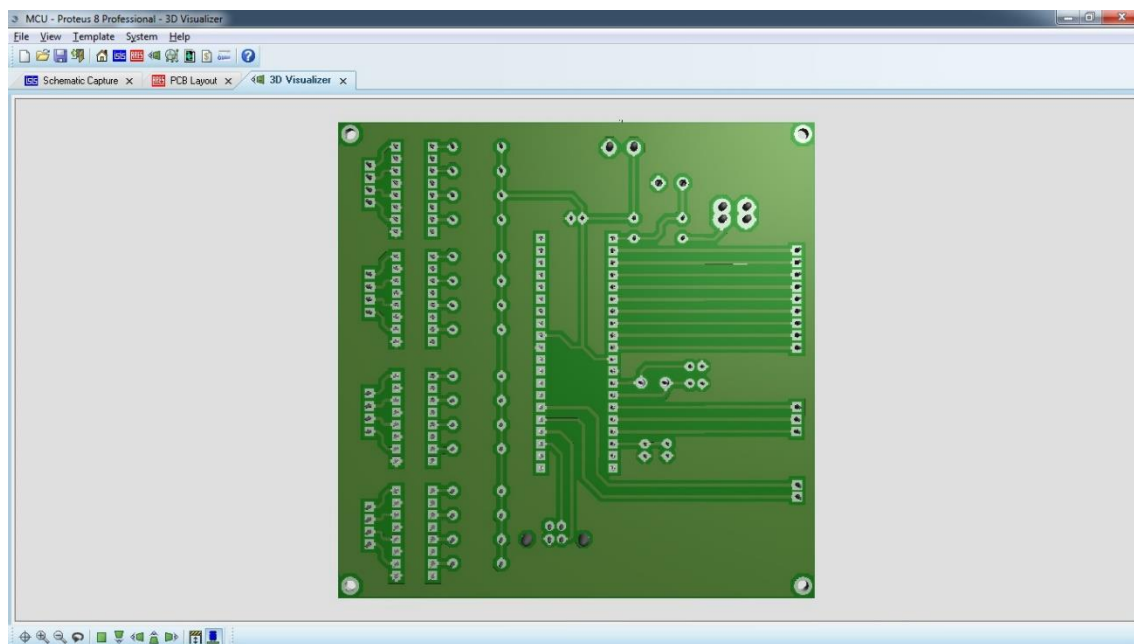 MCU - Proteus 8 Professional - 3D Visualizer
File View Template System Help
Schematic Capture PCB Layout 3D Visualizer